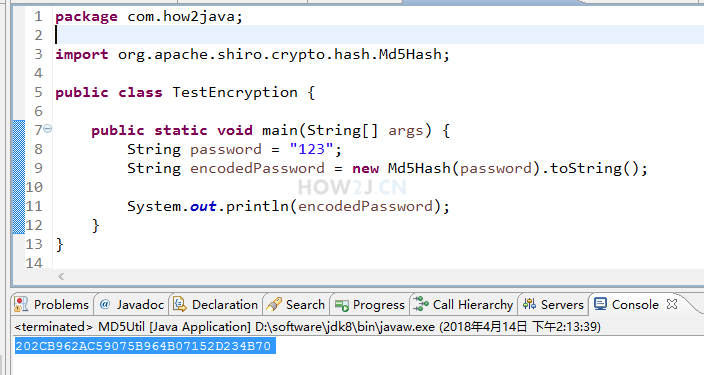 1 package com.how2java;
2
3 import org.apache.shiro.crypto.hash.Md5Hash;
4
5 public class TestEncryption {
6
7 public static void main(String[] args) {
8 String password = "123";
9 String encodedPassword = new Md5Hash(password).toString();
10
HOW2J.CN
11 System.out.println(encodedPassword);
12 }
13 }
14
Problems @ Javadoc Declaration Search Progress Call Hierarchy Servers Console
<terminated> MD5Util [Java Application] D:\software\jdk8\bin\javaw.exe (2018年4月14日 下午2:13:39)
202CB962AC59075B964B07152D234B70